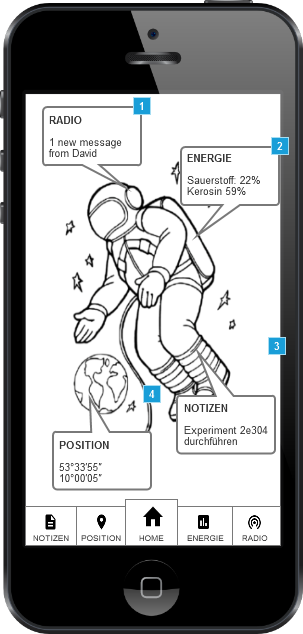 1
RADIO
1 new message
from David
2
ENERGIE
Sauerstoff: 22%
Kerosin 59%
3
NOTIZEN
Experiment 2e304
durchführen
4
POSITION
53°33'55"
10°00'05"
NOTIZEN
POSITION
HOME
ENERGIE
RADIO